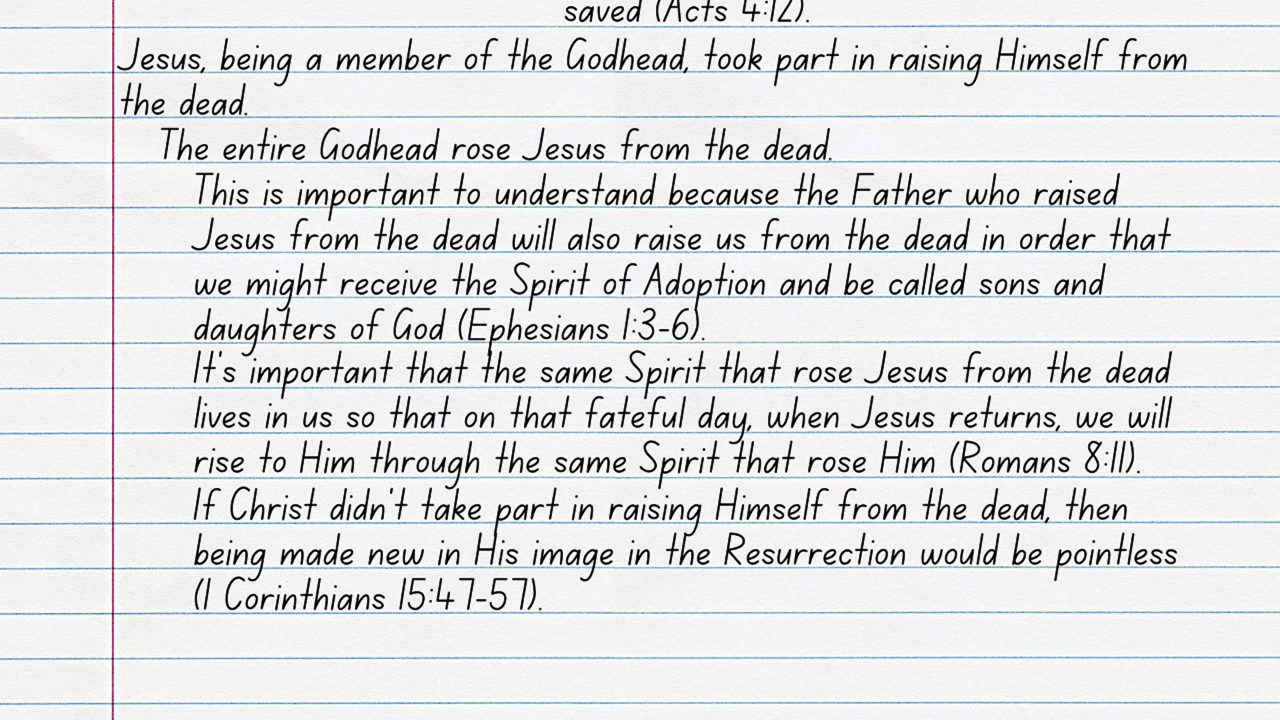 saved (Acts 4:12).
Jesus, being a member of the Godhead, took part in raising Himself from
the dead.
The entire Godhead rose Jesus from the dead.
This is important to understand because the Father who raised
Jesus from the dead will also raise us from the dead in order that
we might receive the Spirit of Adoption and be called sons and
daughters of God (Ephesians 1:3-6).
It's important that the same Spirit that rose Jesus from the dead
lives in us so that on that fateful day, when Jesus returns, we will
rise to Him through the same Spirit that rose Him (Romans 8:11).
If Christ didn't take part in raising Himself from the dead, then
being made new in His image in the Resurrection would be pointless
(1 Corinthians 15:47-57).